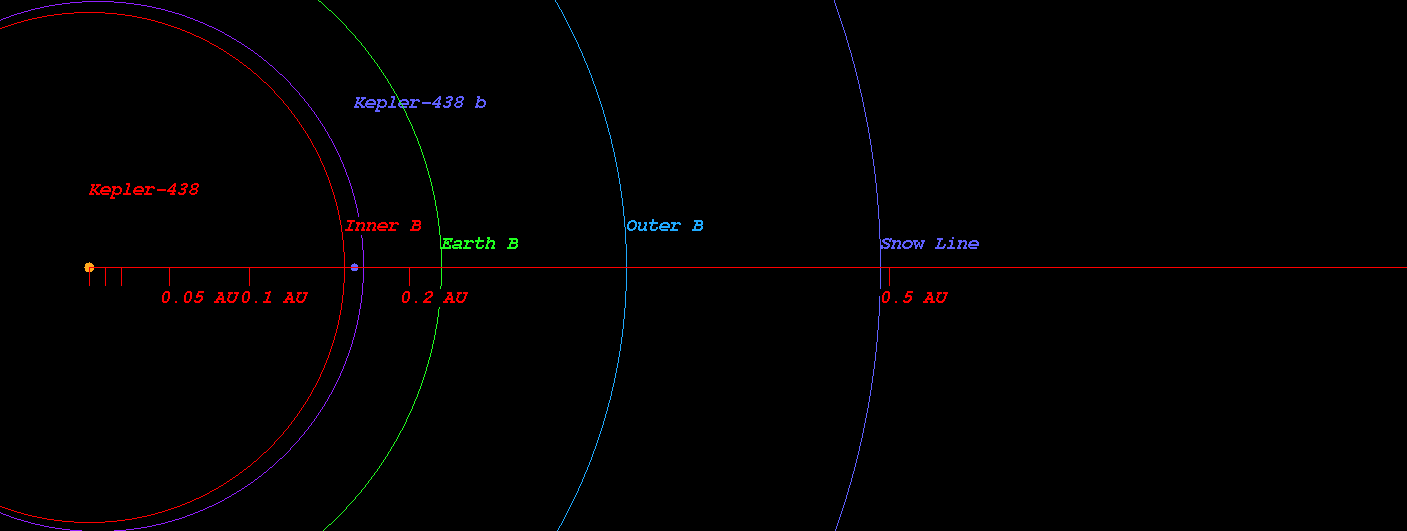 Kepler-438 b
Kepler-438
Inner B
Outer B
Earth B
Snow Line
0.05 AU
0.1 AU
0.2 AU
0.5 AU